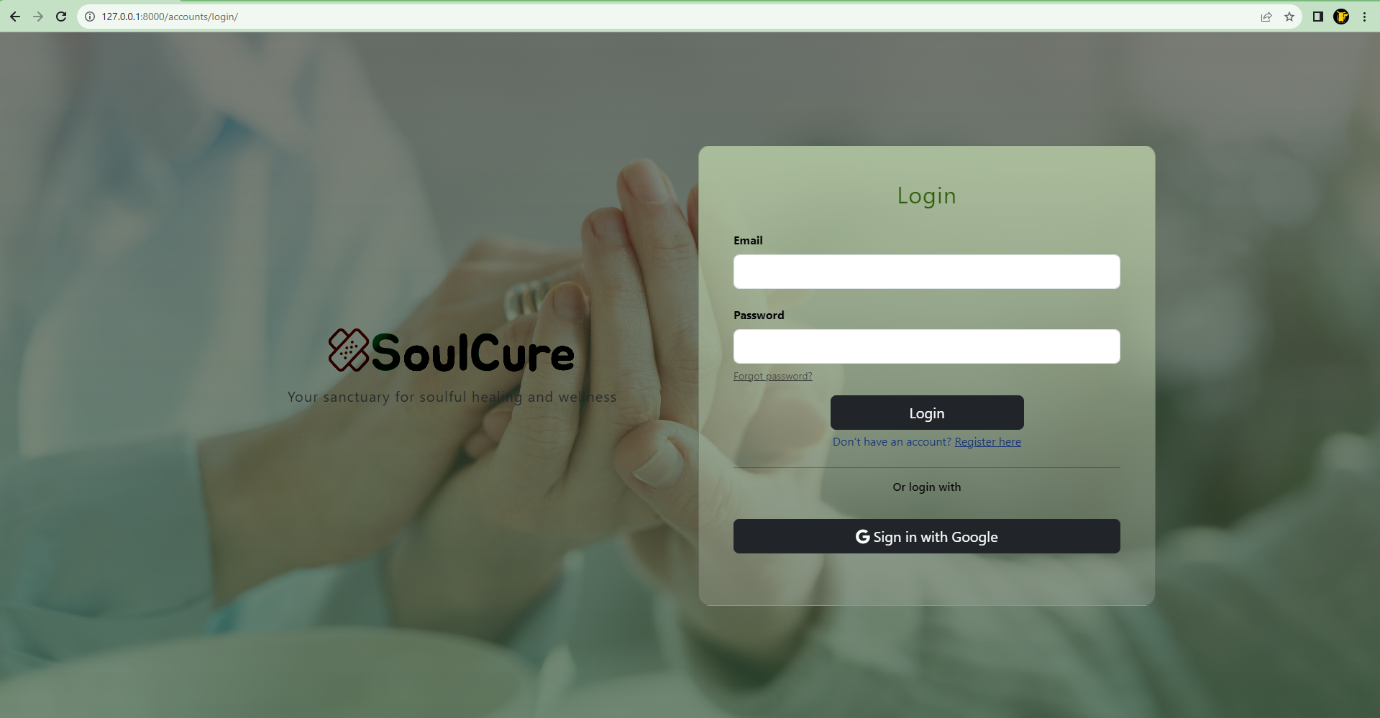 127.0.0.1:8000/accounts/login/
Login
Email
Password
Forgot password?
SoulCure
Your sanctuary for soulful healing and wellness
Login
Don't have an account? Register here
Or login with
G Sign in with Google